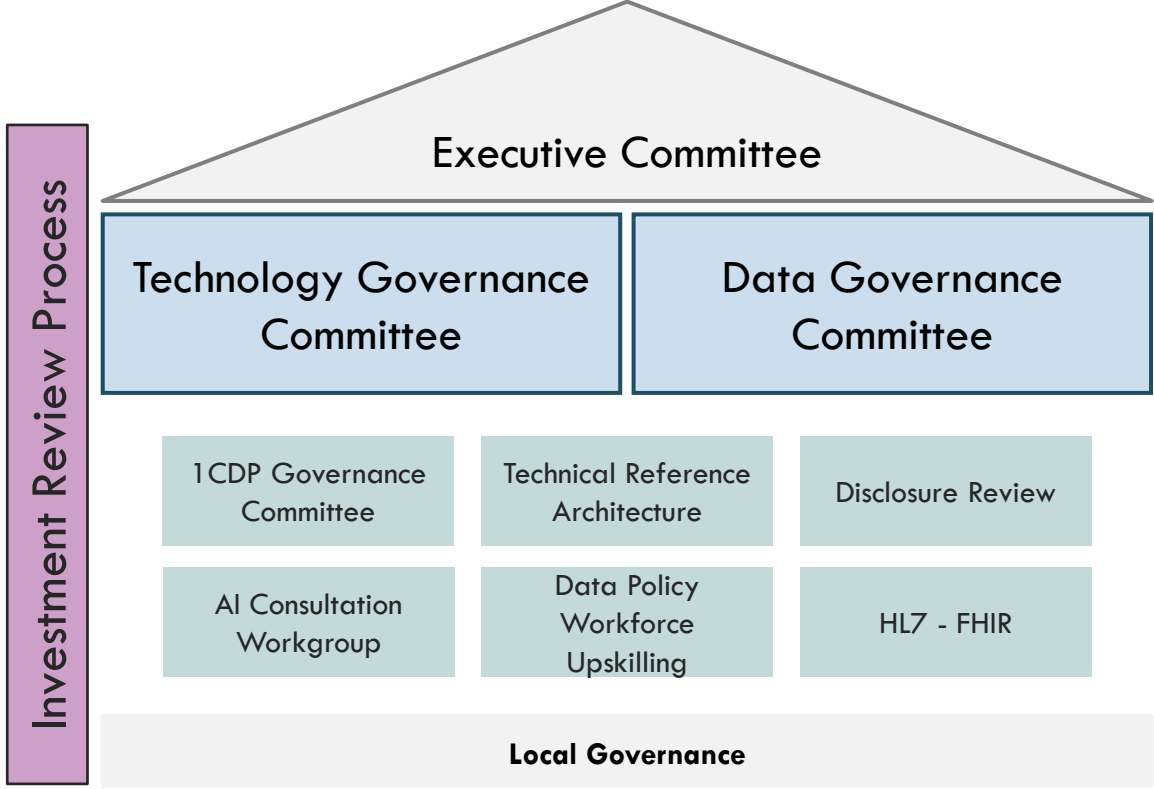 Executive Committee
Investment Review Process
Technology Governance
Committee
Data Governance
Committee
1CDP Governance
Committee
Technical Reference
Architecture
Disclosure Review
AI Consultation
Workgroup
Data Policy
Workforce
Upskilling
HL7 - FHIR
Local Governance